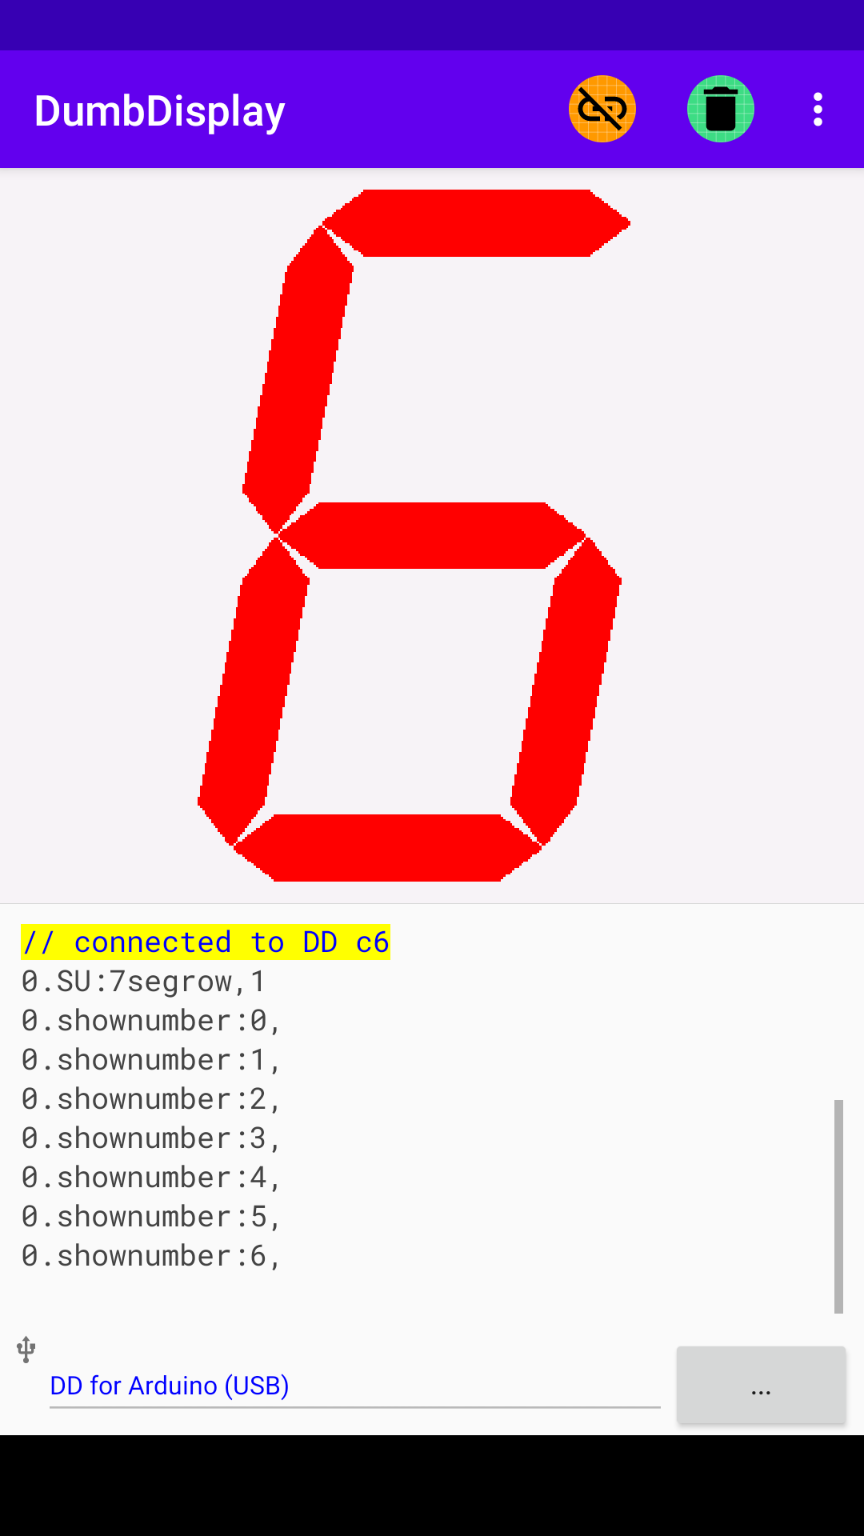 DumbDisplay
6
// connected to DD c6
0.SU:7segrow,1
0.shownumber:0,
0.shownumber:1,
0.shownumber:2,
0.shownumber:3,
0.shownumber:4,
0.shownumber:5,
0.shownumber:6,
DD for Arduino (USB)
...